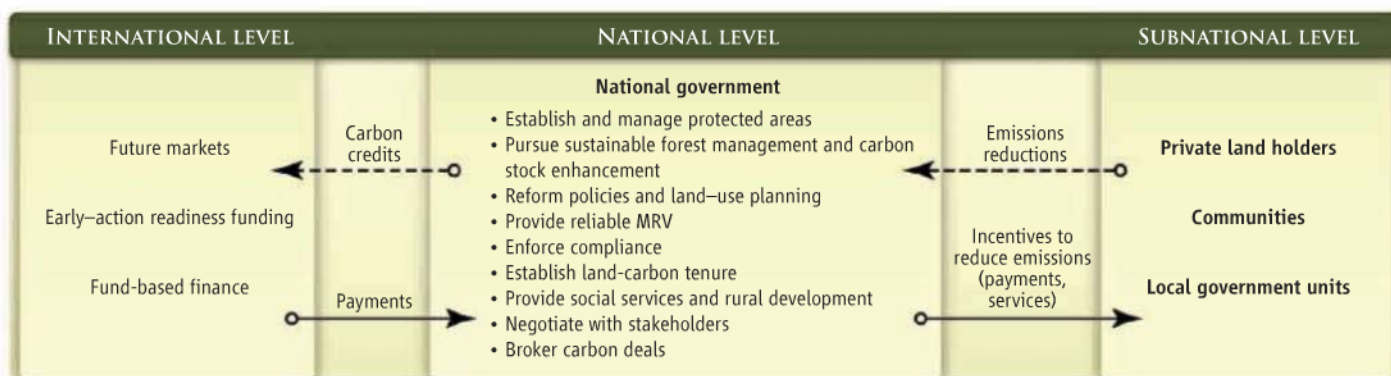 INTERNATIONAL LEVEL
NATIONAL LEVEL
SUBNATIONAL LEVEL
Future markets
Early–action readiness funding
Fund-based finance
Carbon
credits
Payments
National government
• Establish and manage protected areas
• Pursue sustainable forest management and carbon
stock enhancement
• Reform policies and land–use planning
• Provide reliable MRV
• Enforce compliance
• Establish land-carbon tenure
• Provide social services and rural development
• Negotiate with stakeholders
• Broker carbon deals
Emissions
reductions
Incentives to
reduce emissions
(payments,
services)
Private land holders
Communities
Local government units